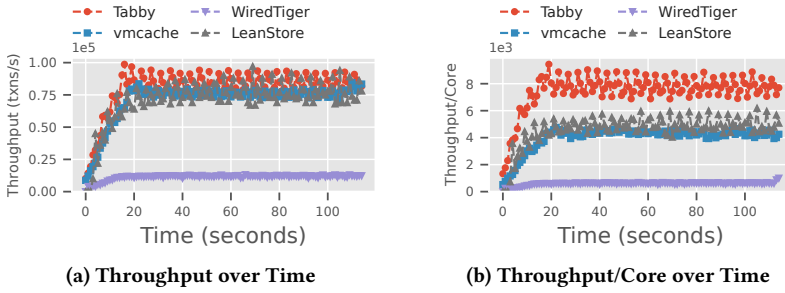 Tabby WiredTiger
vmcache LeanStore
1e5
1.00
0.75
0.50
0.25
0.00
Throughput (txns/s)
0 20 40 60 80 100
Time (seconds)
(a) Throughput over Time
Tabby WiredTiger
vmcache LeanStore
1e3
8
6
4
2
0
Throughput/Core
0 20 40 60 80 100
Time (seconds)
(b) Throughput/Core over Time